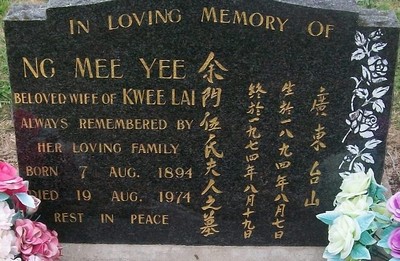 IN LOVING MEMORY OF
NG MEE YEE
BELOVED WIFE OF KWEE LAI
ALWAYS REMEMBERED BY
HER LOVING FAMILY
BORN 7 AUG. 1894
DIED 19 AUG. 1974
REST IN PEACE
廣東台山
生於一八九四年八月七日
終於一九七四年八月十九日
余門伍氏夫人之墓